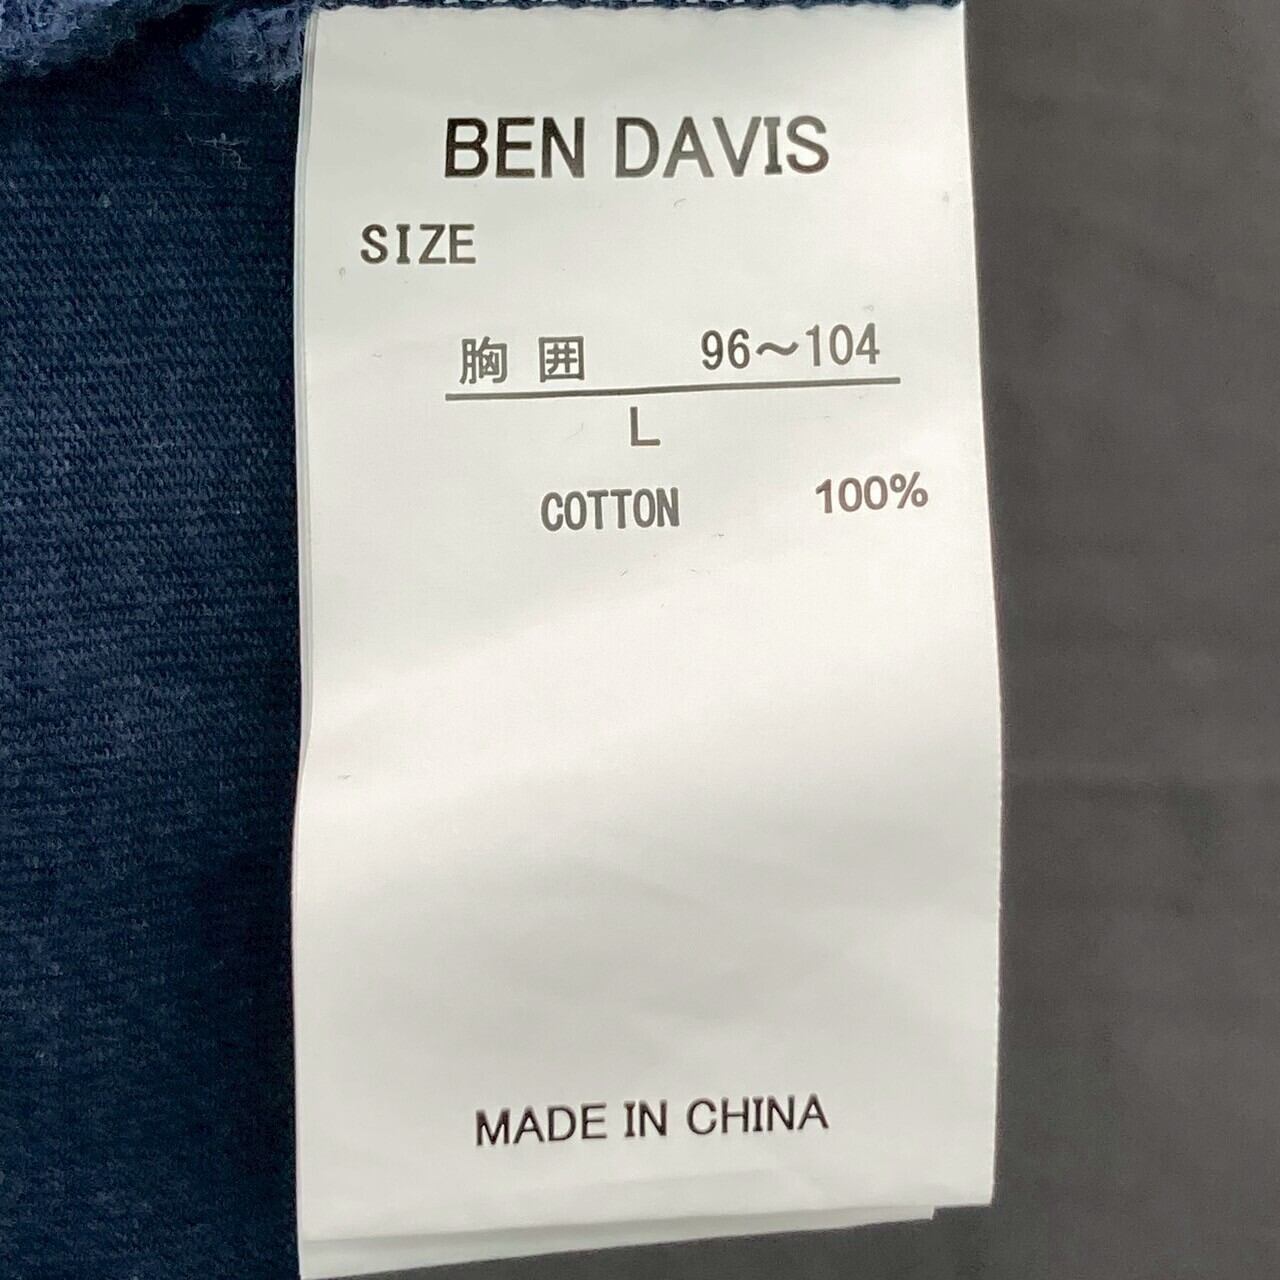 BEN DAVIS
SIZE
胸 囲 96～104
L
COTTON 100%
MADE IN CHINA